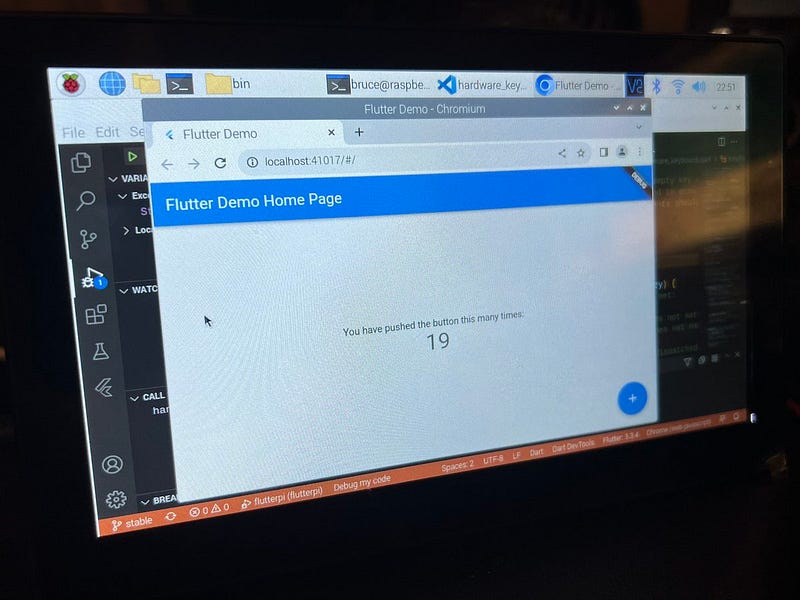 bin
bruce@raspbe...
hardware_key...
Flutter Demo - ...
V2
22:51
Flutter Demo - Chromium
File Edit Se
Flutter Demo
localhost:41017/#/
DEBUG
Flutter Demo Home Page
VARIA
Exce
Loca
WATC
You have pushed the button this many times:
19
+
1
CALL
har
BREA
stable
0
0
flutterpi (flutterpi)
Debug my code
Spaces: 2
UTF-8
LF
Dart
Dart DevTools
Flutter: 3.3.4
Chrome (web-javascript)